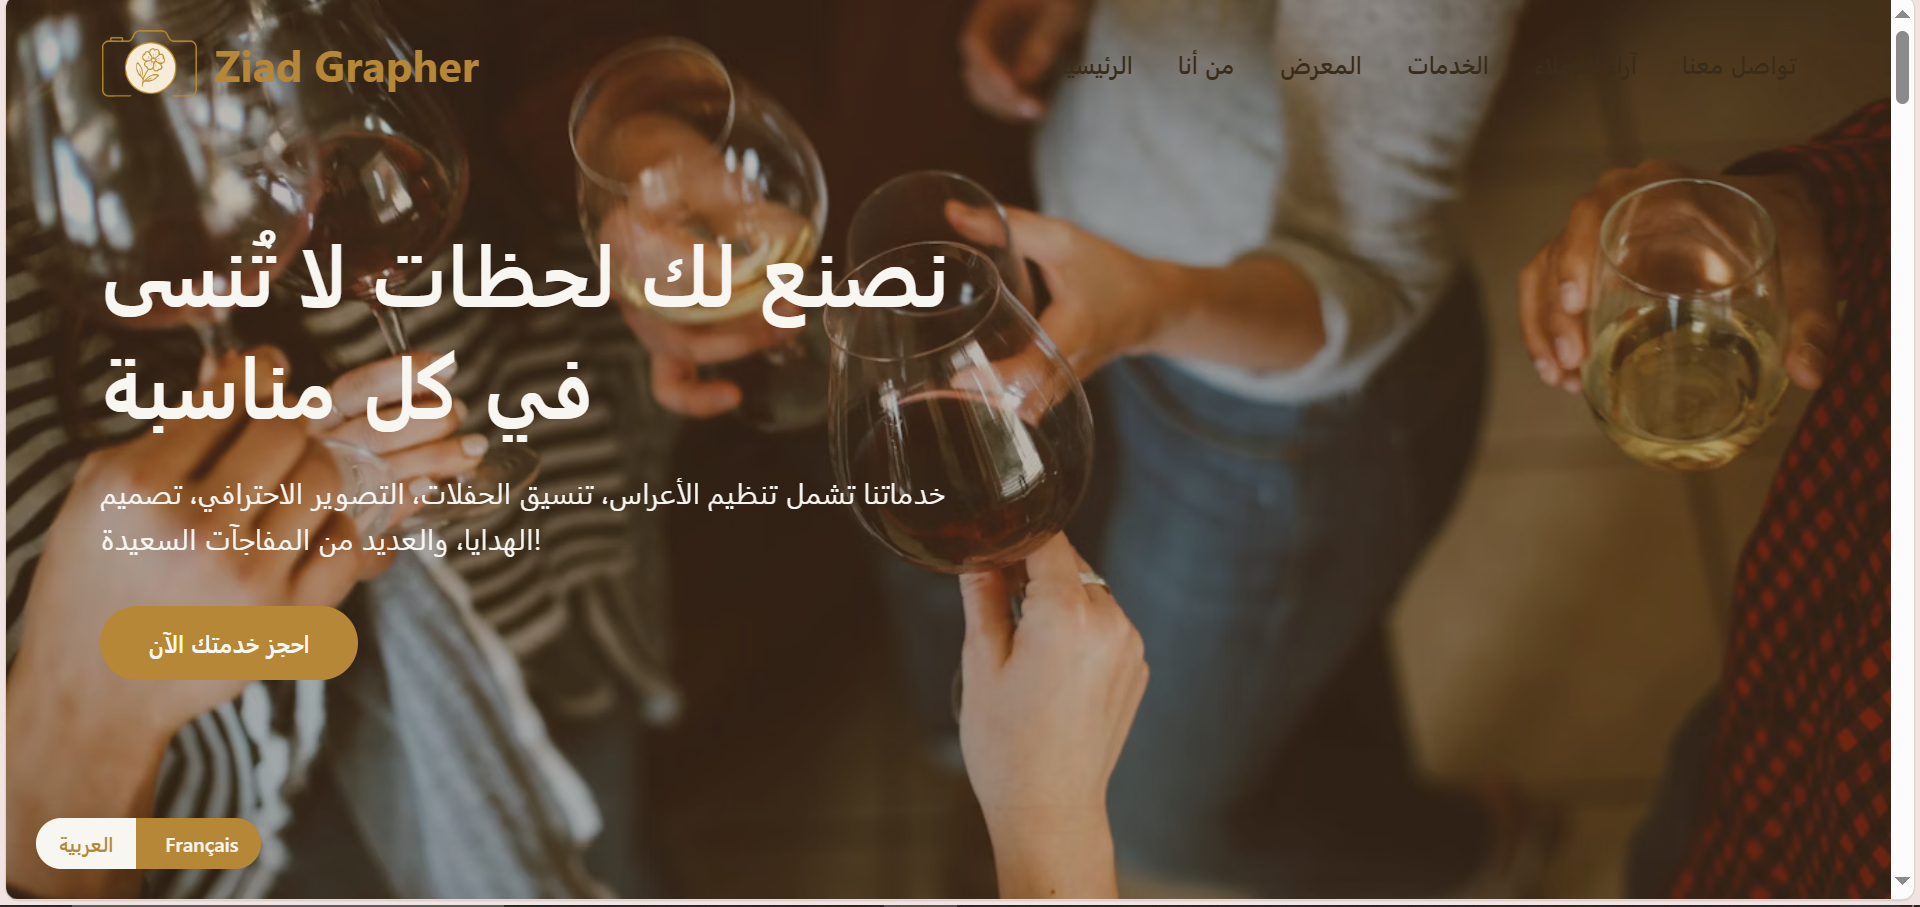 Ziad Grapher
الرئيسية
من أنا
المعرض
الخدمات
تواصل معنا
نصنع لك لحظات لا تُنسى
في كل مناسبة
خدماتنا تشمل تنظيم الأعراس، تنسيق الحفلات، التصوير الاحترافي، تصميم
الهدايا، والعديد من المفاجآت السعيدة!
احجز خدمتك الآن
العربية
Français